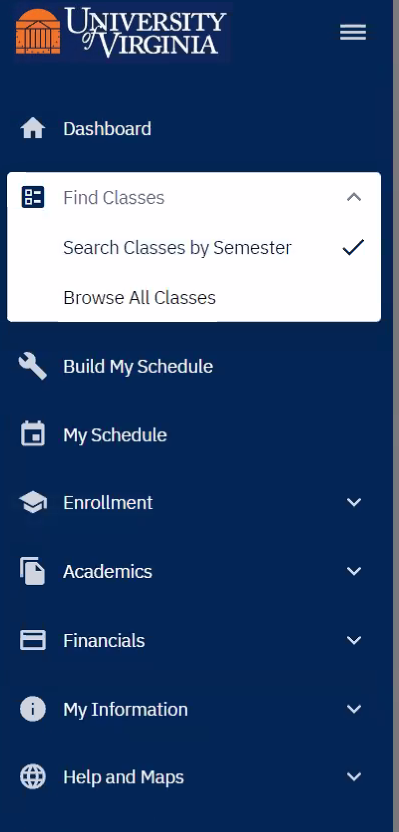 UNIVERSITY
of VIRGINIA
Dashboard
Find Classes
Search Classes by Semester
Browse All Classes
Build My Schedule
My Schedule
Enrollment
Academics
Financials
My Information
Help and Maps